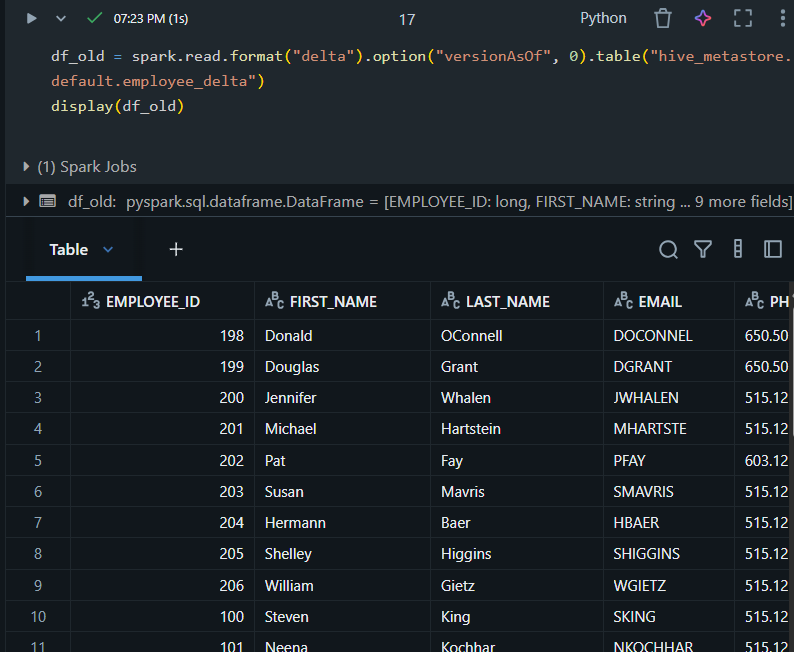 07:23 PM (1s)
17
Python
df_old = spark.read.format("delta").option("versionAsOf", 0).table("hive_metastore.
default.employee_delta")
display(df_old)
(1) Spark Jobs
df_old: pyspark.sql.dataframe.DataFrame = [EMPLOYEE_ID: long, FIRST_NAME: string ... 9 more fields]
Table
+
123 EMPLOYEE_ID ABC FIRST_NAME ABC LAST_NAME ABC EMAIL ABC PH
1 198 Donald OConnell DOCONNEL 650.50
2 199 Douglas Grant DGRANT 650.50
3 200 Jennifer Whalen JWHALEN 515.12
4 201 Michael Hartstein MHARTSTE 515.12
5 202 Pat Fay PFAY 603.12
6 203 Susan Mavris SMAVRIS 515.12
7 204 Hermann Baer HBAER 515.12
8 205 Shelley Higgins SHIGGINS 515.12
9 206 William Gietz WGIETZ 515.12
10 100 Steven King SKING 515.12
11 101 Neena Kochhar NKOCHHAR 515.12